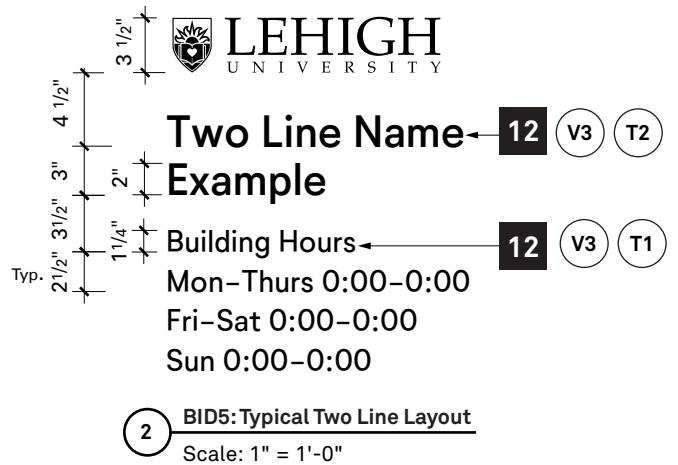 3 1/2"
LEHIGH
UNIVERSITY
4 1/2"
Two Line Name
12 V3 T2
3"
2"
Example
3 1/2"
1 1/4"
Building Hours
12 V3 T1
Typ.
2 1/2"
Mon–Thurs 0:00–0:00
Fri–Sat 0:00–0:00
Sun 0:00–0:00
2
BID5: Typical Two Line Layout
Scale: 1" = 1'-0"